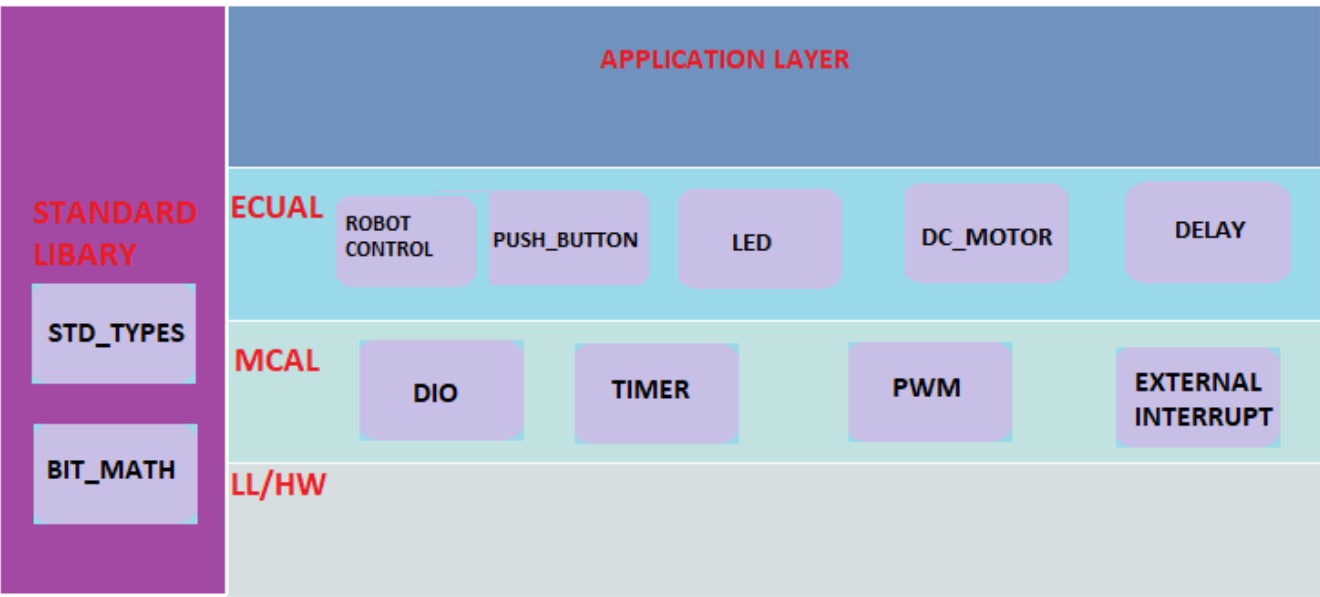 APPLICATION LAYER
STANDARD
LIBARY
STD_TYPES
BIT_MATH
ECUAL
ROBOT
CONTROL
PUSH_BUTTON
LED
DC_MOTOR
DELAY
MCAL
DIO
TIMER
PWM
EXTERNAL
INTERRUPT
LL/HW